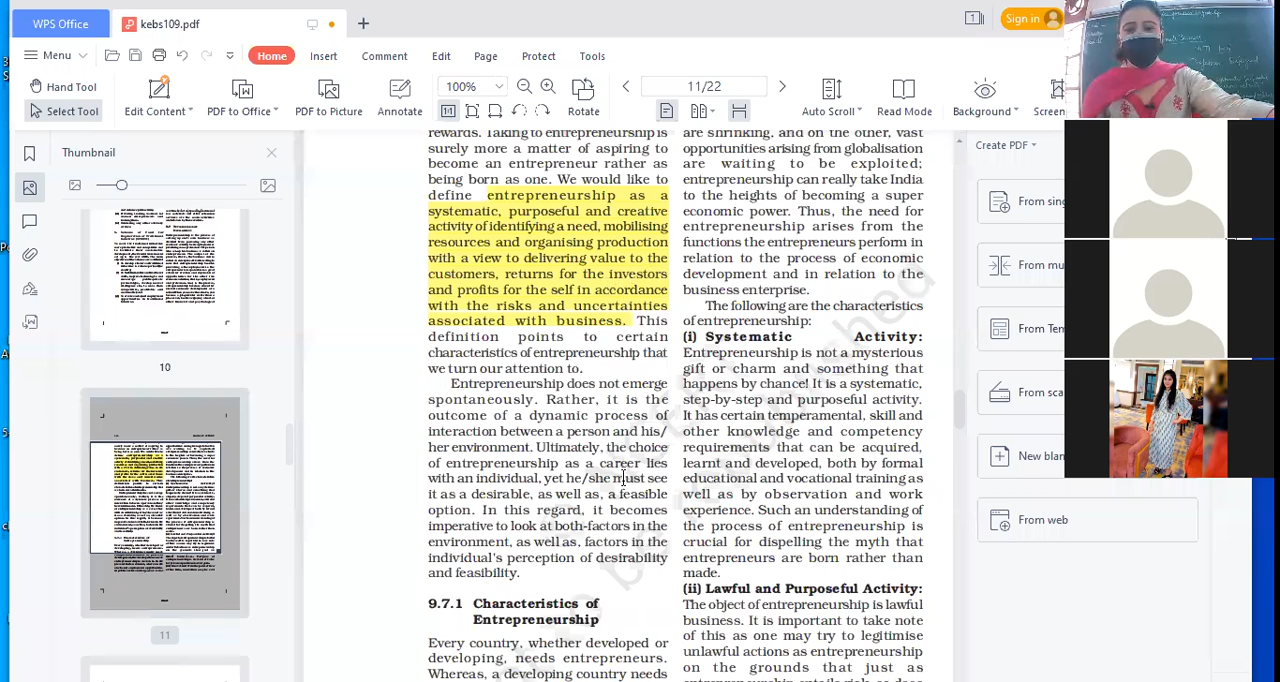 WPS Office
kebs109.pdf
Sign in
Menu
Home
Insert
Comment
Edit
Page
Protect
Tools
Hand Tool
Select Tool
Edit Content
PDF to Office
PDF to Picture
Annotate
100%
Rotate
11/22
Auto Scroll
Read Mode
Background
Screen
Thumbnail
10
11
rewards. Taking to entrepreneurship is
surely more a matter of aspiring to
become an entrepreneur rather as
being born as one. We would like to
define entrepreneurship as a
systematic, purposeful and creative
activity of identifying a need, mobilising
resources and organising production
with a view to delivering value to the
customers, returns for the investors
and profits for the self in accordance
with the risks and uncertainties
associated with business. This
definition points to certain
characteristics of entrepreneurship that
we turn our attention to.
Entrepreneurship does not emerge
spontaneously. Rather, it is the
outcome of a dynamic process of
interaction between a person and his/
her environment. Ultimately, the choice
of entrepreneurship as a career lies
with an individual, yet he/she must see
it as a desirable, as well as, a feasible
option. In this regard, it becomes
imperative to look at both-factors in the
environment, as well as, factors in the
individual's perception of desirability
and feasibility.
9.7.1 Characteristics of
Entrepreneurship
Every country, whether developed or
developing, needs entrepreneurs.
Whereas, a developing country needs
are shrinking, and on the other, vast
opportunities arising from globalisation
are waiting to be exploited;
entrepreneurship can really take India
to the heights of becoming a super
economic power. Thus, the need for
entrepreneurship arises from the
functions the entrepreneurs perform in
relation to the process of economic
development and in relation to the
business enterprise.
The following are the characteristics
of entrepreneurship:
(i) Systematic Activity:
Entrepreneurship is not a mysterious
gift or charm and something that
happens by chance! It is a systematic,
step-by-step and purposeful activity.
It has certain temperamental, skill and
other knowledge and competency
requirements that can be acquired,
learnt and developed, both by formal
educational and vocational training as
well as by observation and work
experience. Such an understanding of
the process of entrepreneurship is
crucial for dispelling the myth that
entrepreneurs are born rather than
made.
(ii) Lawful and Purposeful Activity:
The object of entrepreneurship is lawful
business. It is important to take note
of this as one may try to legitimise
unlawful actions as entrepreneurship
on the grounds that just as
Create PDF
From sing
From mu
From Tem
From sca
New blan
From web